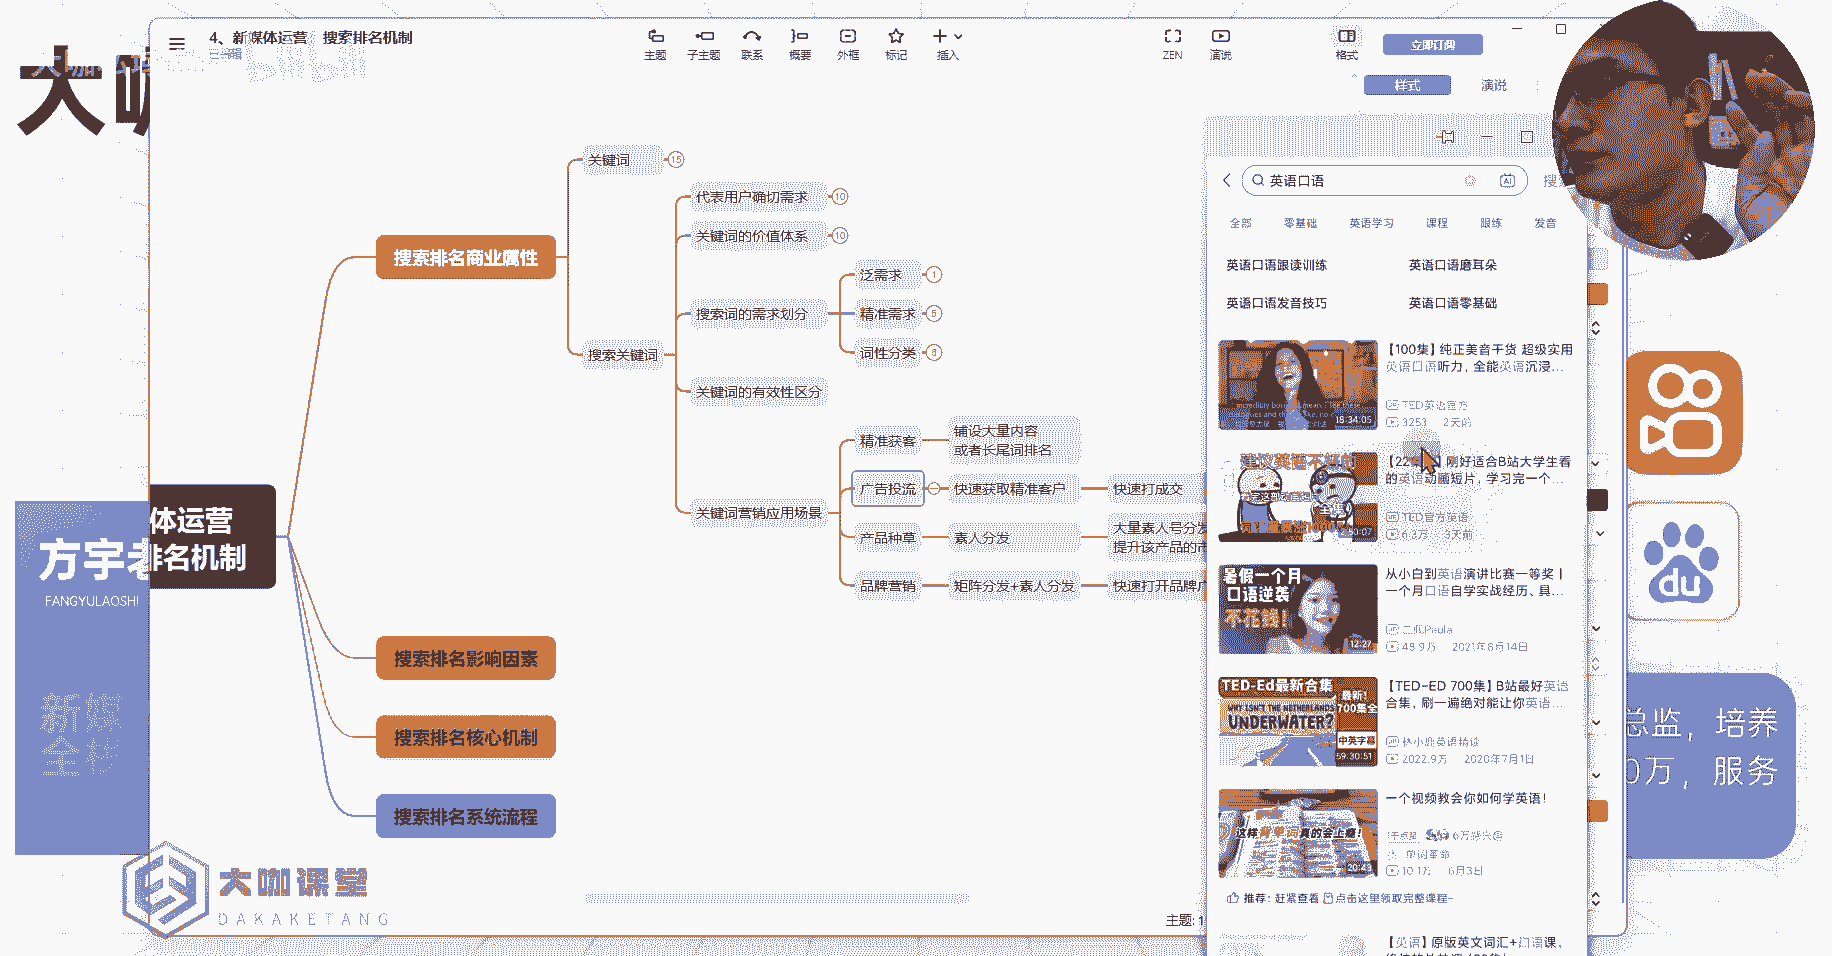 4、新媒体运营 搜索排名机制
已编辑
主题
子主题
联系
概要
外框
标记
插入
ZEN
演说
格式
立即订阅
样式
演说
大咖
关键词
15
代表用户确切需求
10
关键词的价值体系
10
搜索排名商业属性
泛需求
1
搜索词的需求划分
精准需求
5
词性分类
8
搜索关键词
关键词的有效性区分
精准获客
铺设大量内容
或者长尾词排名
广告投流
快速获取精准客户
快速打成交
关键词营销应用场景
产品种草
素人分发
大量素人号分发
提升该产品的市
品牌营销
矩阵分发+素人分发
快速打开品牌
体运营
排名机制
搜索排名影响因素
搜索排名核心机制
搜索排名系统流程
方宇老
FANGYULAOSHI
新媒
全栈
大咖课堂
DAKAKETANG
主题: 1
英语口语
搜
全部
零基础
英语学习
课程
跟练
发音
英语口语跟读训练
英语口语磨耳朵
英语口语发音技巧
英语口语零基础
【100集】纯正美音干货 超级实用
英语口语听力，全能英语沉浸...
TED英语官方
3253 2天前
18:34:05
刚好适合B站大学生看
的英语动画短片，学习完一个...
TED官方英语
6.3万 3天前
建议英语不好的
2:50:07
从小白到英语演讲比赛一等奖丨
一个月口语自学实战经历、具...
二瓶Paula
48.9万 2021年8月14日
暑假一个月
口语逆袭
不花钱!
12:27
【TED-ED 700集】B站最好英语
合集，刷一遍绝对能让你英语...
林小鹿英语精读
2022.9万 2020年7月1日
TED-Ed最新合集
WHY ISN'T THE NETHERLANDS
UNDERWATER?
最新!
700集全
中英字幕
59:30:51
一个视频教会你如何学英语!
6万感兴趣
单词革命
10.1万 6月3日
这样背单词真的会上瘾!
20:43
推荐: 赶紧查看
点击这里领取完整课程~
【英语】原版英文词汇+口语课，
du
总监，培养
0万，服务